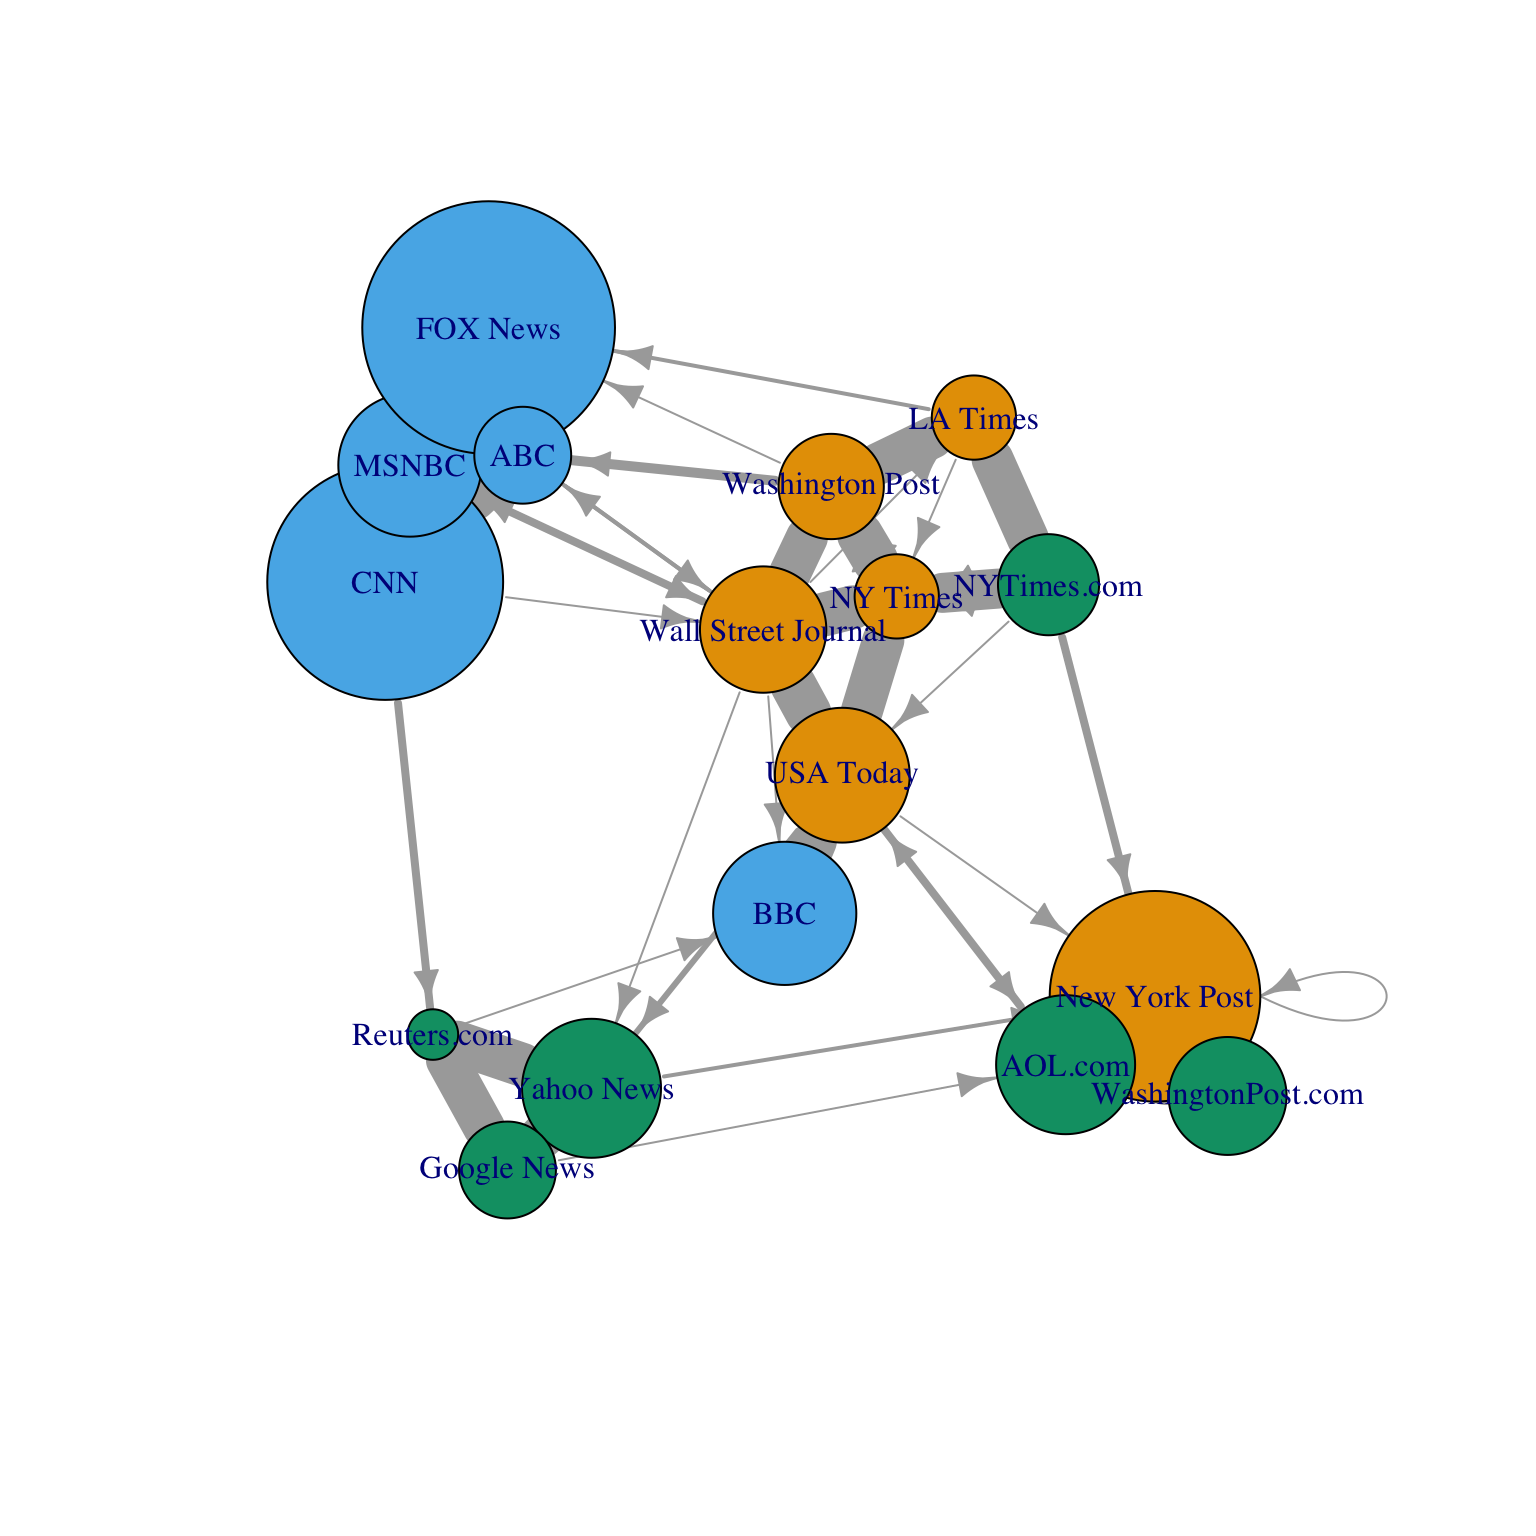 FOX News
LA Times
MSNBC
ABC
Washington Post
CNN
NYTimes.com
NY Times
Wall Street Journal
USA Today
BBC
New York Post
Reuters.com
AOL.com
Yahoo News
WashingtonPost.com
Google News